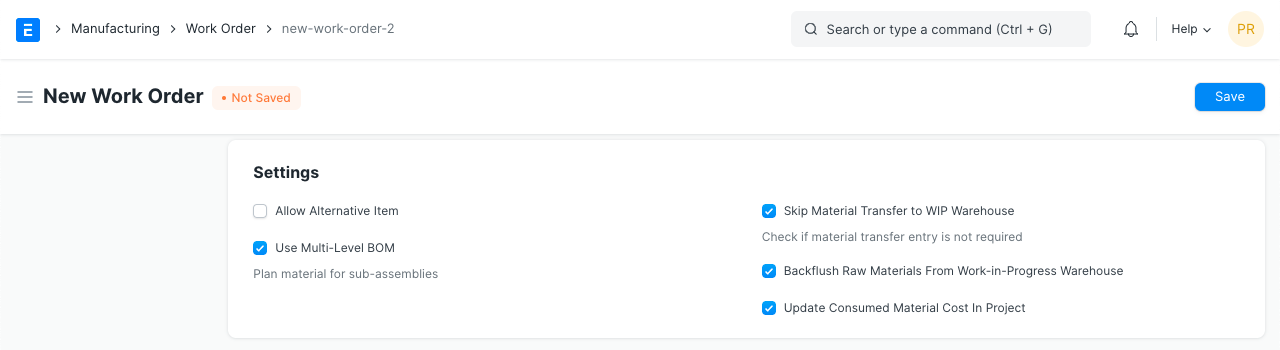 E
Manufacturing
Work Order
new-work-order-2
Search or type a command (Ctrl + G)
Help
PR
New Work Order
• Not Saved
Save
Settings
Allow Alternative Item
Use Multi-Level BOM
Plan material for sub-assemblies
Skip Material Transfer to WIP Warehouse
Check if material transfer entry is not required
Backflush Raw Materials From Work-in-Progress Warehouse
Update Consumed Material Cost In Project